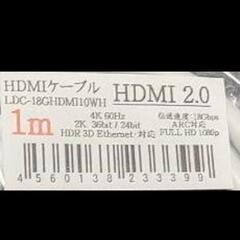 HDMIケーブル
LDC-18GHDMI10WH
HDMI 2.0
1m
4K 60Hz
2K 36bit / 24bit
HDR 3D Ethernet 対応
伝送速度:18Gbps
ARC対応
FULL HD 1080p
4560138233399